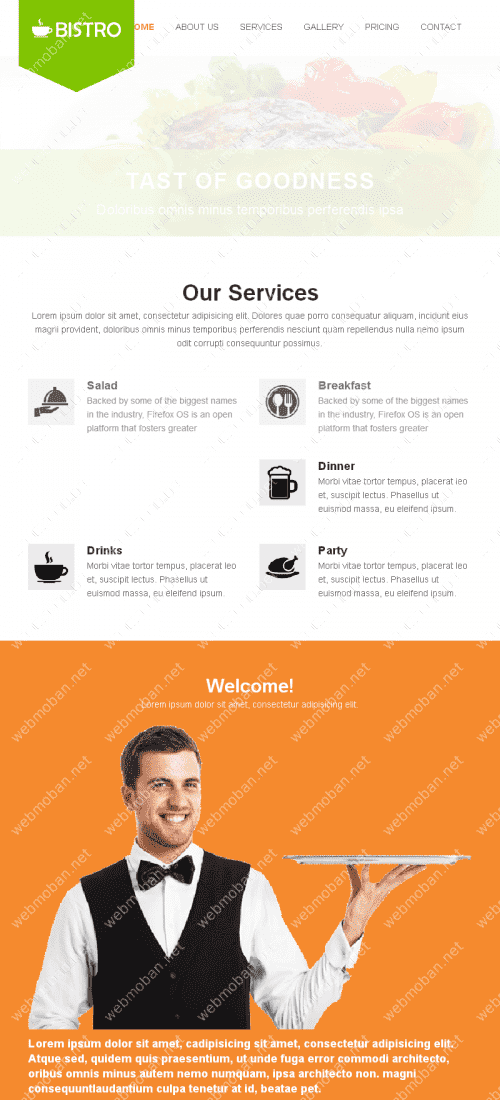 BISTRO
OME
ABOUT US
SERVICES
GALLERY
PRICING
CONTACT
TAST OF GOODNESS
Doloribus omnis minus temporibus perferendis ipsa
Our Services
Lorem ipsum dolor sit amet, consectetur adipisicing elit. Dolores quae porro consequatur aliquam, incidunt eius
magni provident, doloribus omnis minus temporibus perferendis nesciunt quam repellendus nulla nemo ipsum
odit corrupti consequuntur possimus.
Salad
Backed by some of the biggest names
in the industry, Firefox OS is an open
platform that fosters greater
Breakfast
Backed by some of the biggest names
in the industry, Firefox OS is an open
platform that fosters greater
Dinner
Morbi vitae tortor tempus, placerat leo
et, suscipit lectus. Phasellus ut
euismod massa, eu eleifend ipsum.
Drinks
Morbi vitae tortor tempus, placerat leo
et, suscipit lectus. Phasellus ut
euismod massa, eu eleifend ipsum.
Party
Morbi vitae tortor tempus, placerat leo
et, suscipit lectus. Phasellus ut
euismod massa, eu eleifend ipsum.
Welcome!
Lorem ipsum dolor sit amet, consectetur adipisicing elit.
webmoban.net
Lorem ipsum dolor sit amet, cadipisicing sit amet, consectetur adipisicing elit.
Atque sed, quidem quis praesentium, ut unde fuga error commodi architecto,
oribus omnis minus autem nemo numquam, ipsa architecto non. magni
consequuntlaudantium culpa tenetur at id, beatae pet.